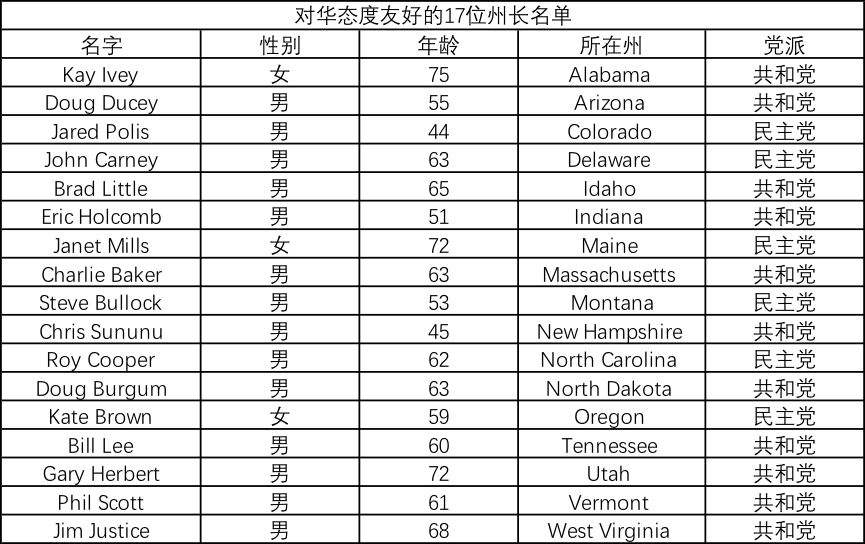 对华态度友好的17位州长名单
名字 性别 年龄 所在州 党派
Kay Ivey 女 75 Alabama 共和党
Doug Ducey 男 55 Arizona 共和党
Jared Polis 男 44 Colorado 民主党
John Carney 男 63 Delaware 民主党
Brad Little 男 65 Idaho 共和党
Eric Holcomb 男 51 Indiana 共和党
Janet Mills 女 72 Maine 民主党
Charlie Baker 男 63 Massachusetts 共和党
Steve Bullock 男 53 Montana 民主党
Chris Sununu 男 45 New Hampshire 共和党
Roy Cooper 男 62 North Carolina 民主党
Doug Burgum 男 63 North Dakota 共和党
Kate Brown 女 59 Oregon 民主党
Bill Lee 男 60 Tennessee 共和党
Gary Herbert 男 72 Utah 共和党
Phil Scott 男 61 Vermont 共和党
Jim Justice 男 68 West Virginia 共和党